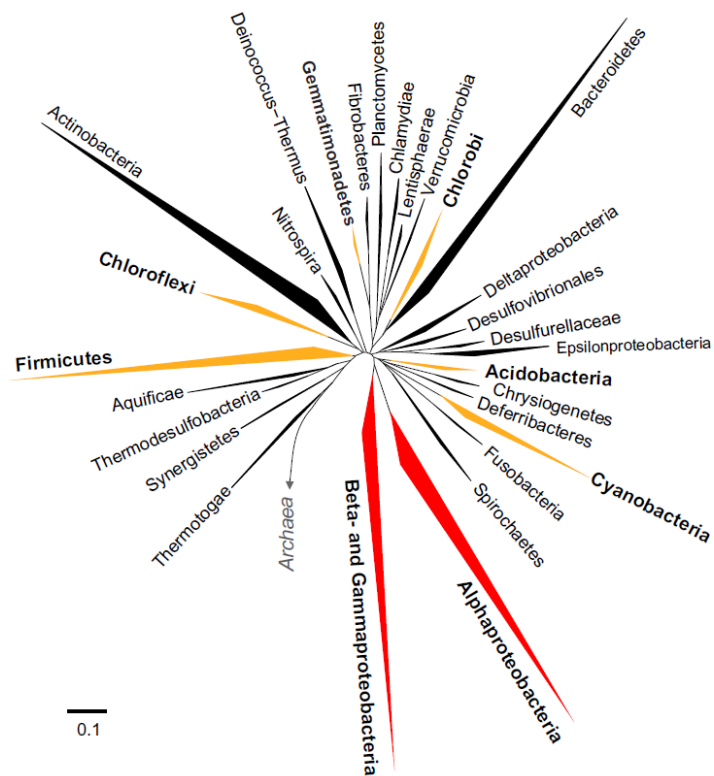 Deinococcus–Thermus
Gemmatimonadetes
Fibrobacteres
Planctomycetes
Chlamydiae
Lentisphaerae
Verrucomicrobia
Chlorobi
Bacteroidetes
Actinobacteria
Nitrospira
Chloroflexi
Firmicutes
Deltaproteobacteria
Desulfovibrionales
Desulfurellaceae
Epsilonproteobacteria
Acidobacteria
Chrysiogenetes
Deferribacteres
Cyanobacteria
Fusobacteria
Spirochaetes
Alphaproteobacteria
Beta- and Gammaproteobacteria
Archaea
Aquificae
Thermodesulfobacteria
Synergistetes
Thermotogae
0.1